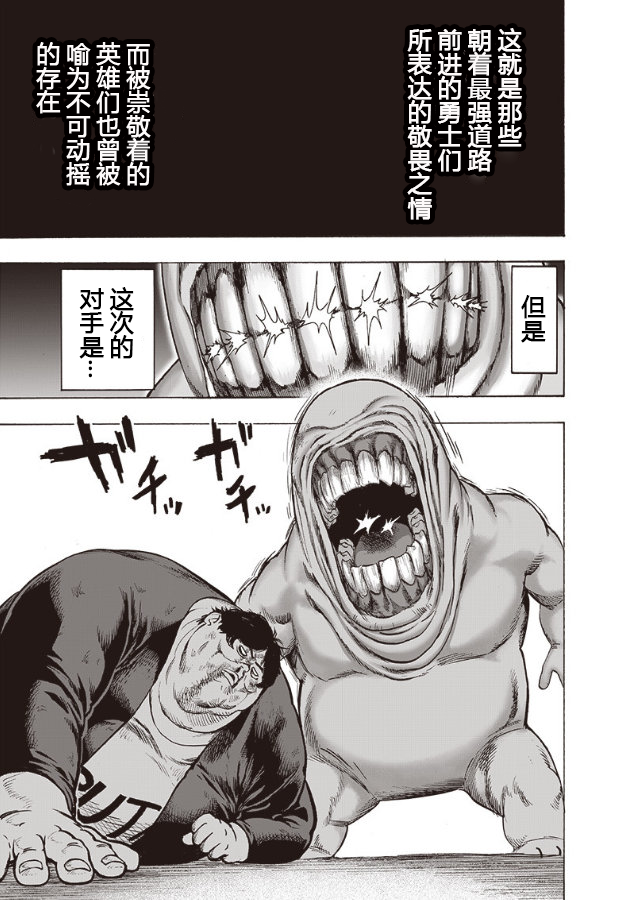 这就是那些
朝着最强道路
前进的勇士们
所表达的敬畏之情
而被崇敬着的
英雄们也曾被
喻为不可动摇
的存在
但是
这次的
对手是…
ガチッ
ガチッ
PUT